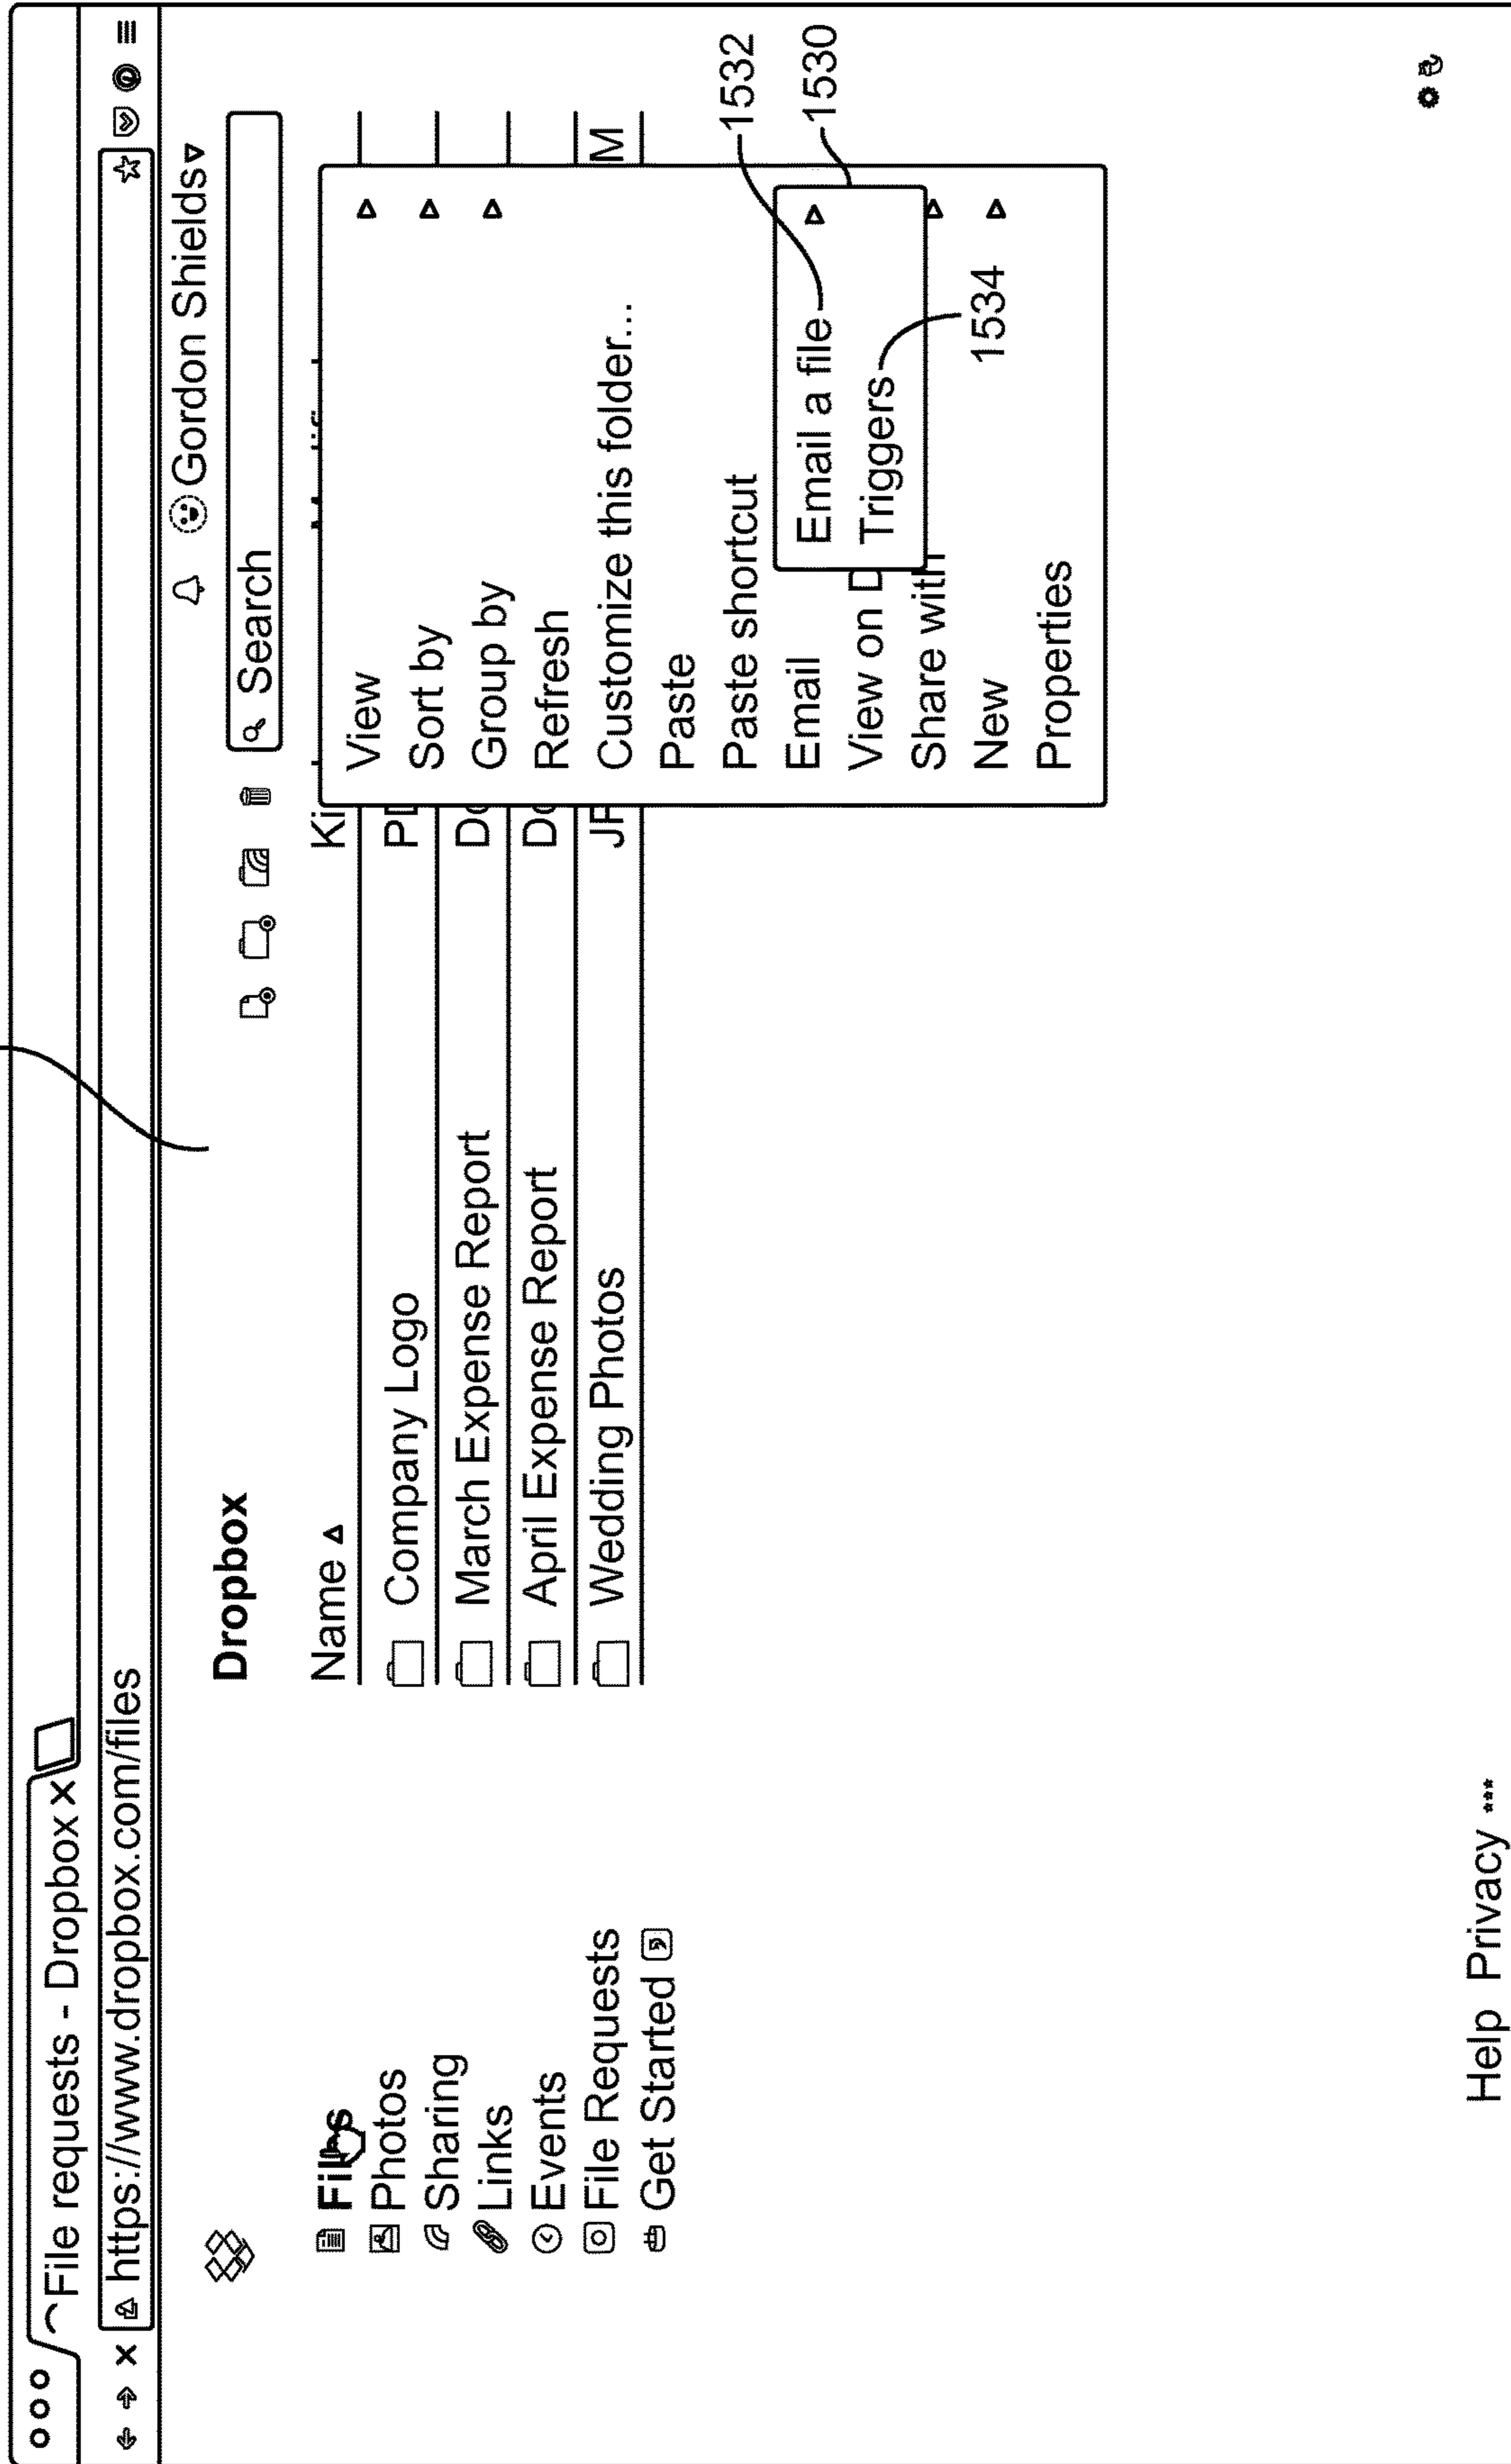 File requests - Dropbox X
https://www.dropbox.com/files
Gordon Shields
Dropbox
Search
Files
Photos
Sharing
Links
Events
File Requests
Get Started
Name
Ki
Company Logo
March Expense Report
April Expense Report
Wedding Photos
M
View
Sort by
Group by
Refresh
Customize this folder...
Paste
Paste shortcut
Email
View on D
Share with
New
Properties
Email a file
Triggers
1532
1530
1534
Help Privacy